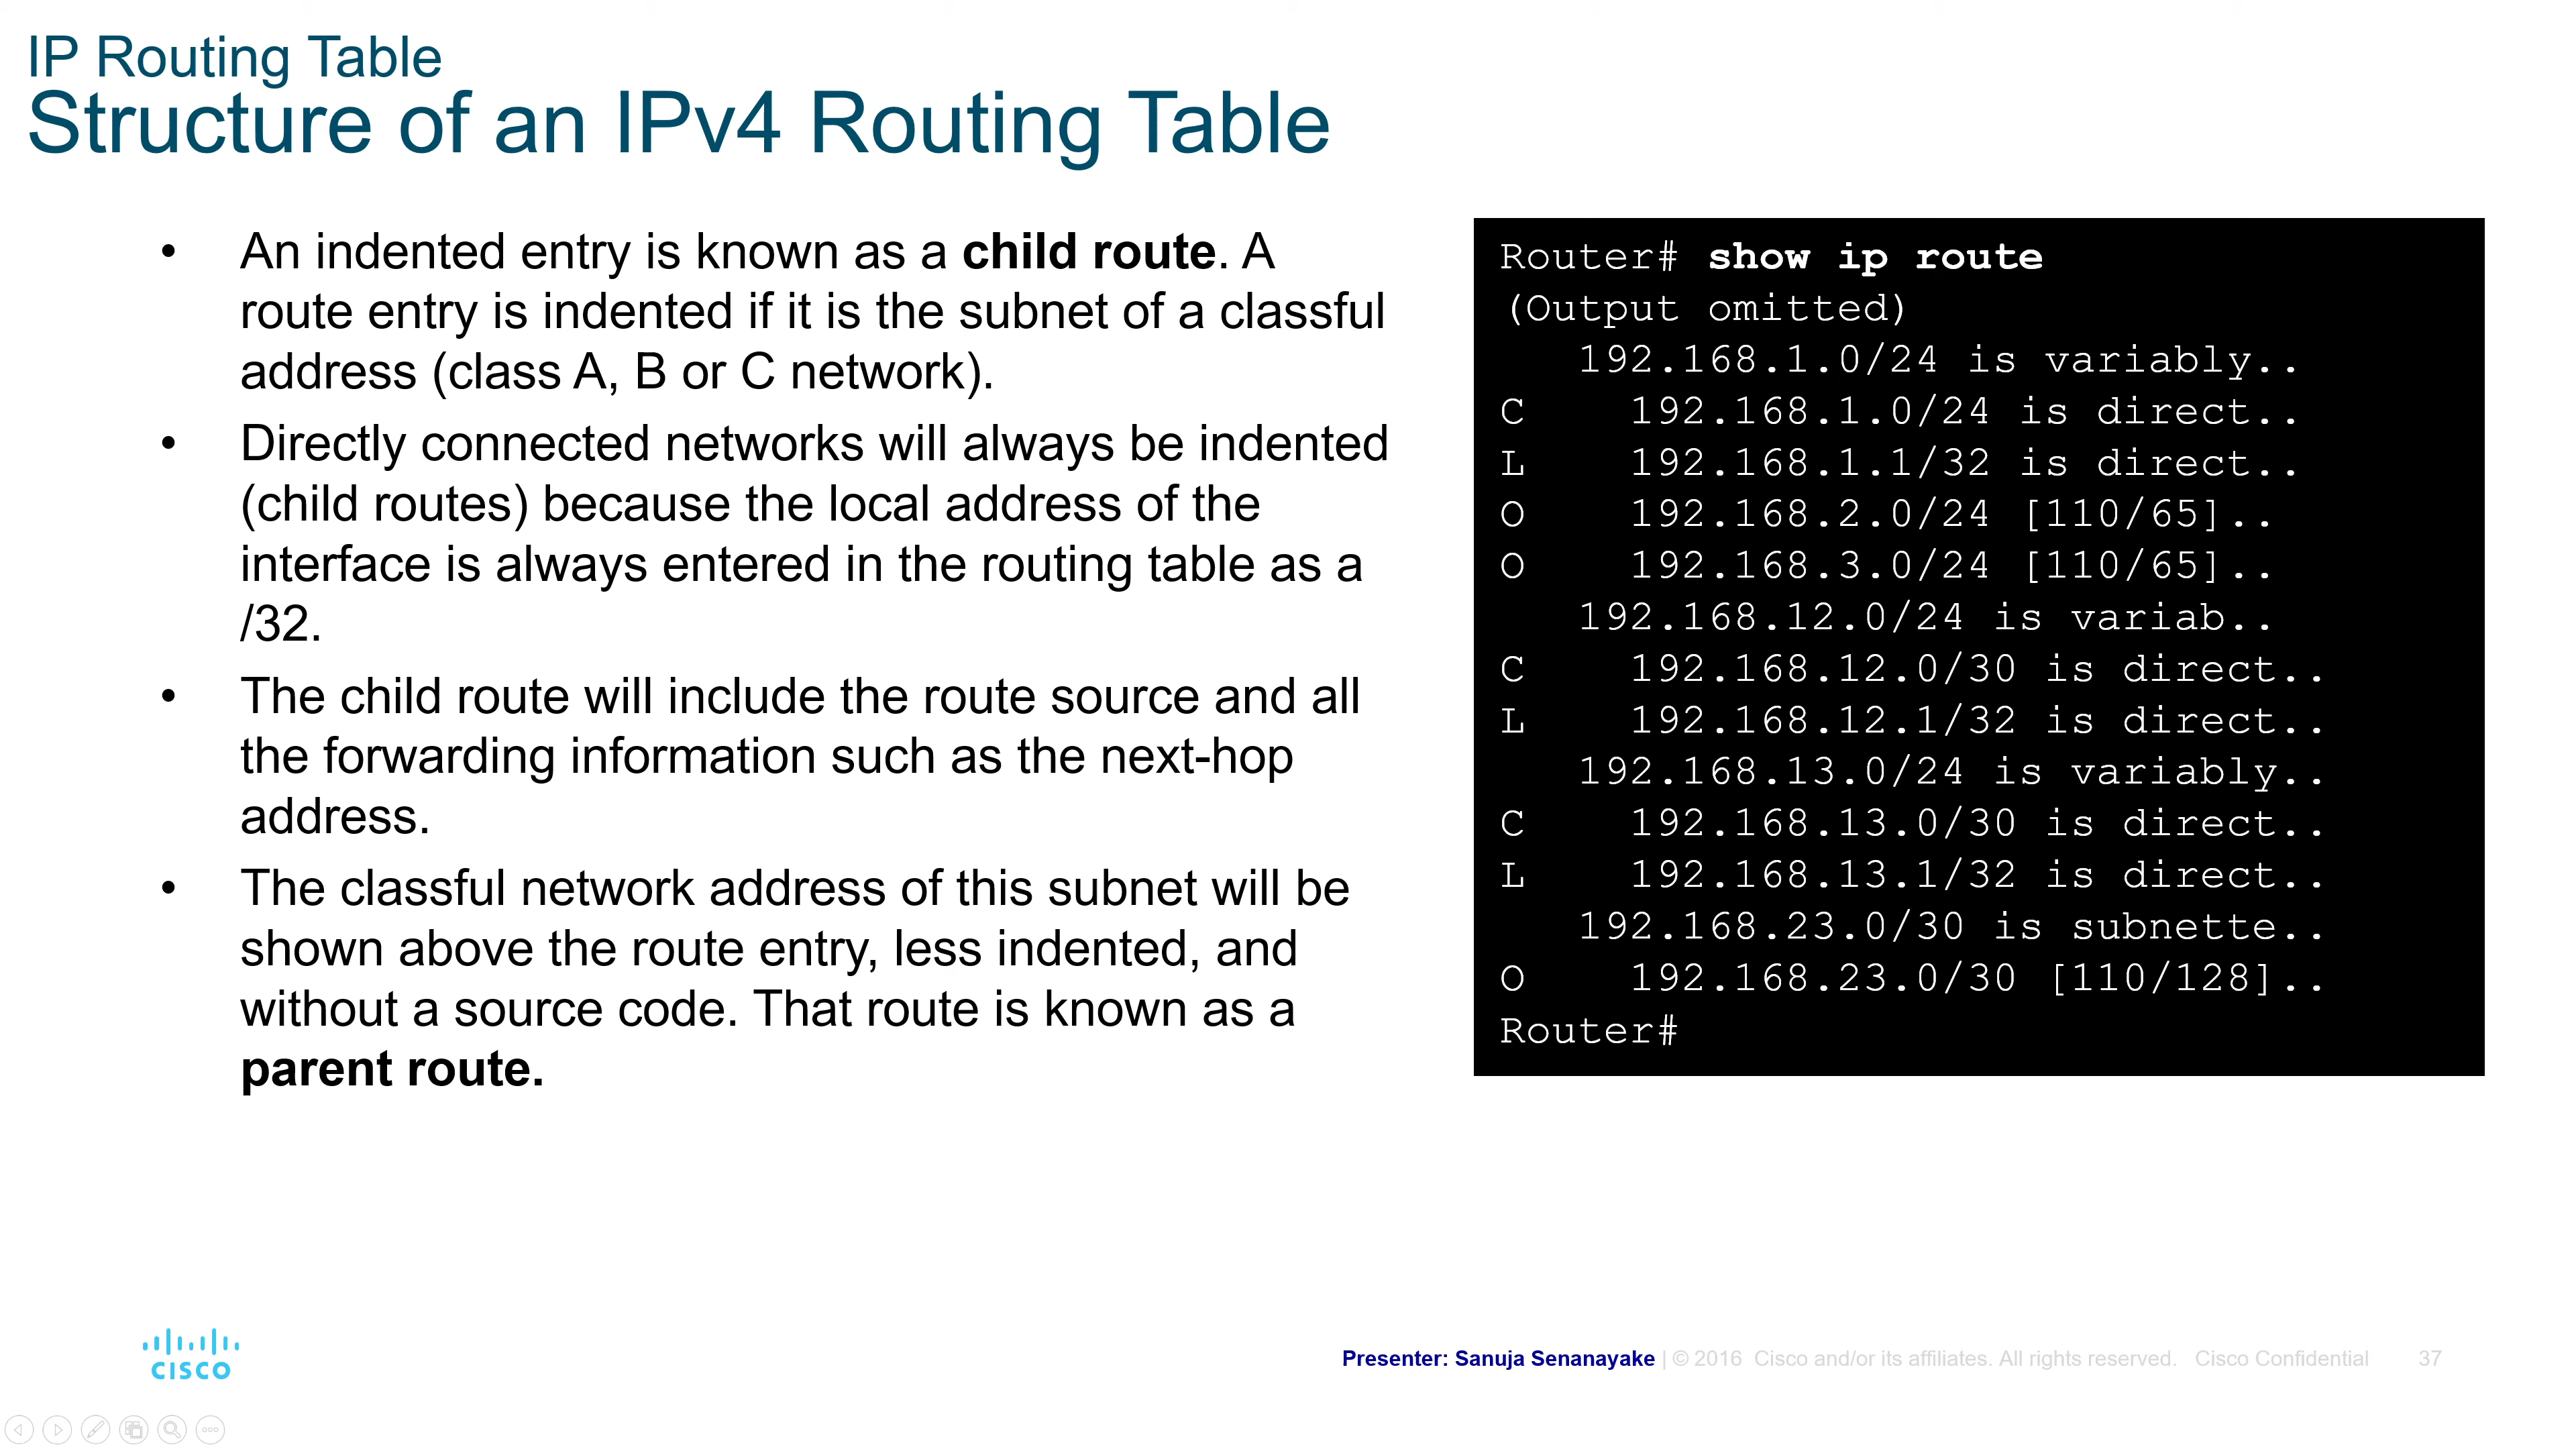 IP Routing Table
Structure of an IPv4 Routing Table
• An indented entry is known as a child route. A
route entry is indented if it is the subnet of a classful
address (class A, B or C network).
• Directly connected networks will always be indented
(child routes) because the local address of the
interface is always entered in the routing table as a
/32.
• The child route will include the route source and all
the forwarding information such as the next-hop
address.
• The classful network address of this subnet will be
shown above the route entry, less indented, and
without a source code. That route is known as a
parent route.
Router# show ip route
(Output omitted)
192.168.1.0/24 is variably..
C 192.168.1.0/24 is direct..
L 192.168.1.1/32 is direct..
O 192.168.2.0/24 [110/65]..
O 192.168.3.0/24 [110/65]..
192.168.12.0/24 is variab..
C 192.168.12.0/30 is direct..
L 192.168.12.1/32 is direct..
192.168.13.0/24 is variably..
C 192.168.13.0/30 is direct..
L 192.168.13.1/32 is direct..
192.168.23.0/30 is subnette..
O 192.168.23.0/30 [110/128]..
Router#
CISCO
Presenter: Sanuja Senanayake | © 2016 Cisco and/or its affiliates. All rights reserved. Cisco Confidential 37